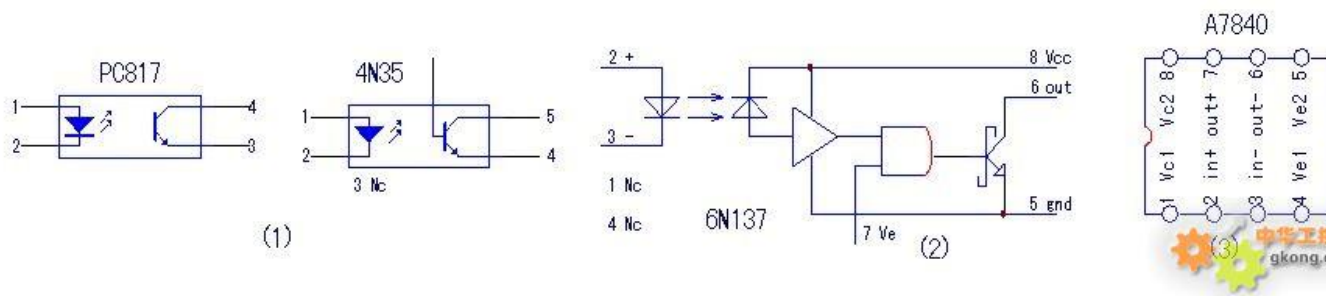 PC817
1
2
4
3
4N35
1
2
5
4
3 Nc
(1)
2 +
3 -
1 Nc
4 Nc
6N137
8 Vcc
6 out
5 gnd
7 Ve
(2)
A7840
8 7 6 5
Vc2 out+ out- Ve2
Vc1 in+ in- Ve1
1 2 3 4
(3)
中华工
gkong.c